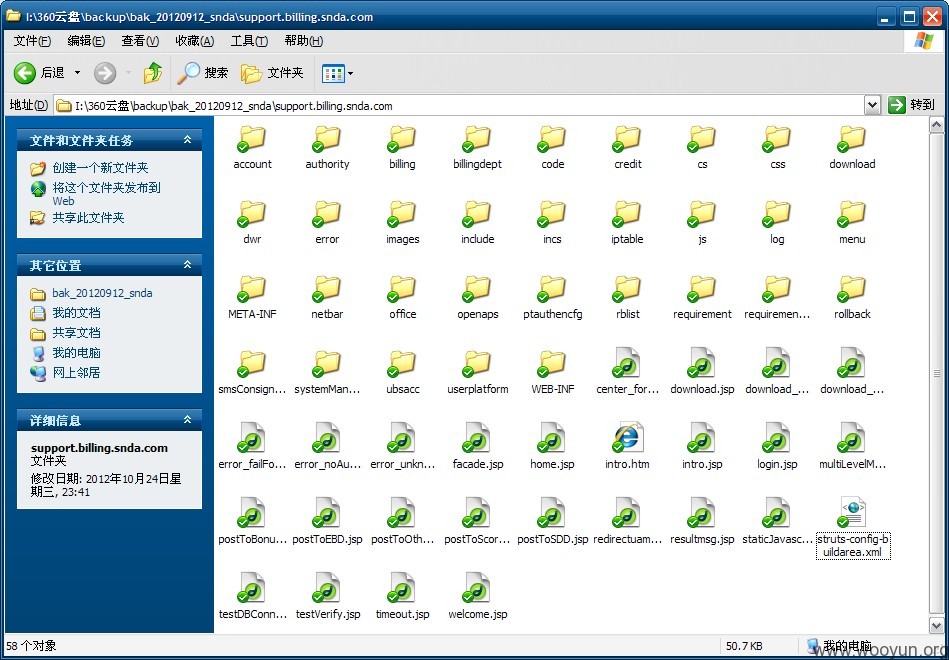 I:\360云盘\backup\bak_20120912_snda\support.billing.snda.com
文件(F) 编辑(E) 查看(V) 收藏(A) 工具(T) 帮助(H)
后退 搜索 文件夹
地址(D) I:\360云盘\backup\bak_20120912_snda\support.billing.snda.com 转到
文件和文件夹任务
创建一个新文件夹
将这个文件夹发布到
Web
共享此文件夹
其它位置
bak_20120912_snda
我的文档
共享文档
我的电脑
网上邻居
详细信息
support.billing.snda.com
文件夹
修改日期: 2012年10月24日星
期三, 23:41
account authority billing billingdept code credit cs css download
dwr error images include incs iptable js log menu
META-INF netbar office openaps ptauthencfg rblist requirement requiremen... rollback
smsConsign... systemMan... ubsacc userplatform WEB-INF center_for... download.jsp download_... download_...
error_failFo... error_noAu... error_unkn... facade.jsp home.jsp intro.htm intro.jsp login.jsp multiLevelM...
postToBonu... postToEBD.jsp postToOth... postToScor... postToSDD.jsp redirectuam... resultmsg.jsp staticJavasc... struts-config-b
uildarea.xml
testDBConn... testVerify.jsp timeout.jsp welcome.jsp
58 个对象 50.7 KB 我的电脑
www.wooyun.org